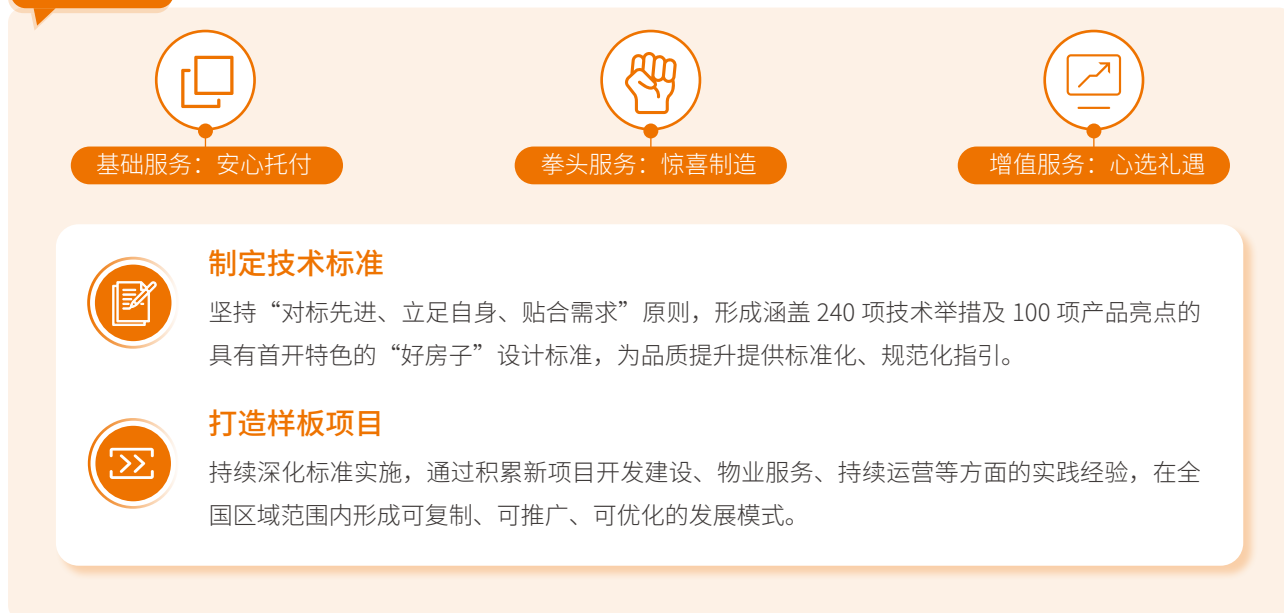 基础服务：安心托付
拳头服务：惊喜制造
增值服务：心选礼遇
制定技术标准
坚持“对标先进、立足自身、贴合需求”原则，形成涵盖 240 项技术举措及 100 项产品亮点的
具有首开特色的“好房子”设计标准，为品质提升提供标准化、规范化指引。
打造样板项目
持续深化标准实施，通过积累新项目开发建设、物业服务、持续运营等方面的实践经验，在全
国区域范围内形成可复制、可推广、可优化的发展模式。